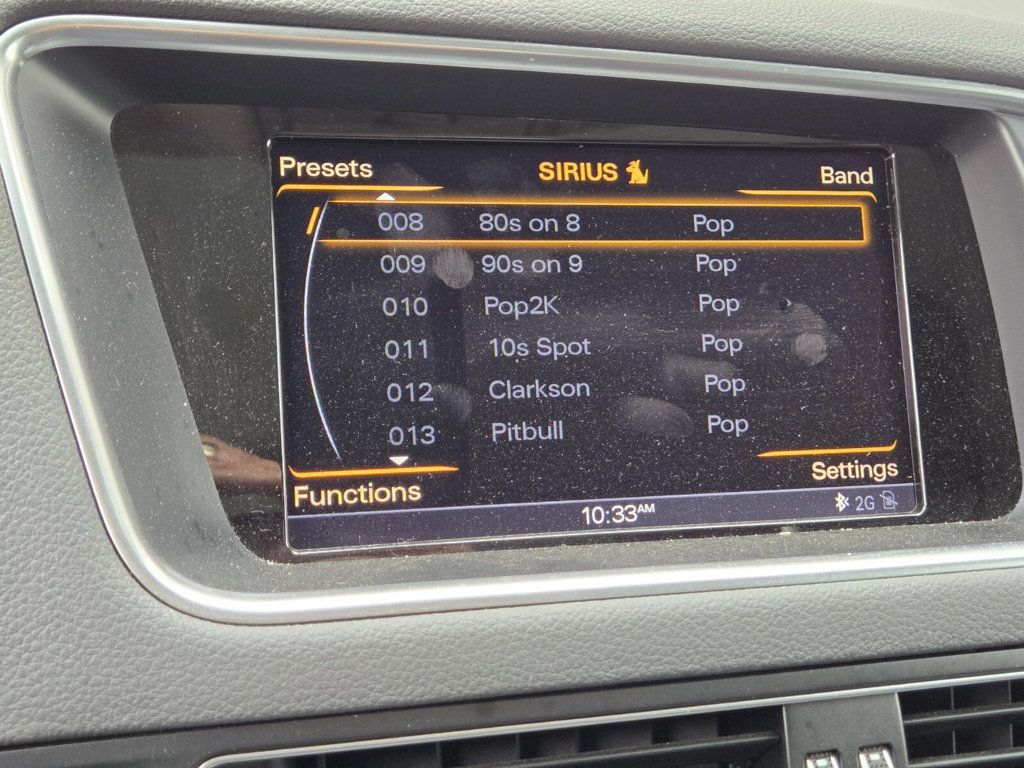 Presets SIRIUS Band
008 80s on 8 Pop
009 90s on 9 Pop
010 Pop2K Pop
011 10s Spot Pop
012 Clarkson Pop
013 Pitbull Pop
Functions Settings
10:33AM 2G